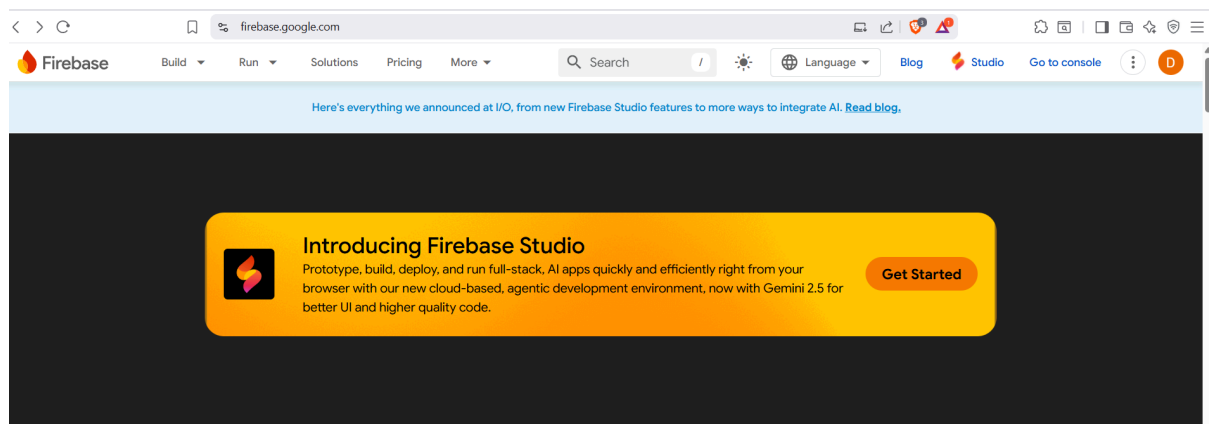 firebase.google.com
3
Firebase
Build
Run
Solutions
Pricing
More
Search
/
Language
Blog
Studio
Go to console
D
Here's everything we announced at I/O, from new Firebase Studio features to more ways to integrate AI. Read blog.
Introducing Firebase Studio
Prototype, build, deploy, and run full-stack, AI apps quickly and efficiently right from your
browser with our new cloud-based, agentic development environment, now with Gemini 2.5 for
better UI and higher quality code.
Get Started